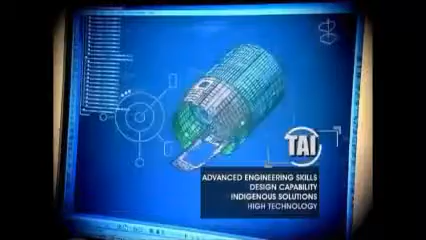 TAI
ADVANCED ENGINEERING SKILLS
DESIGN CAPABILITY
INDIGENOUS SOLUTIONS
HIGH TECHNOLOGY